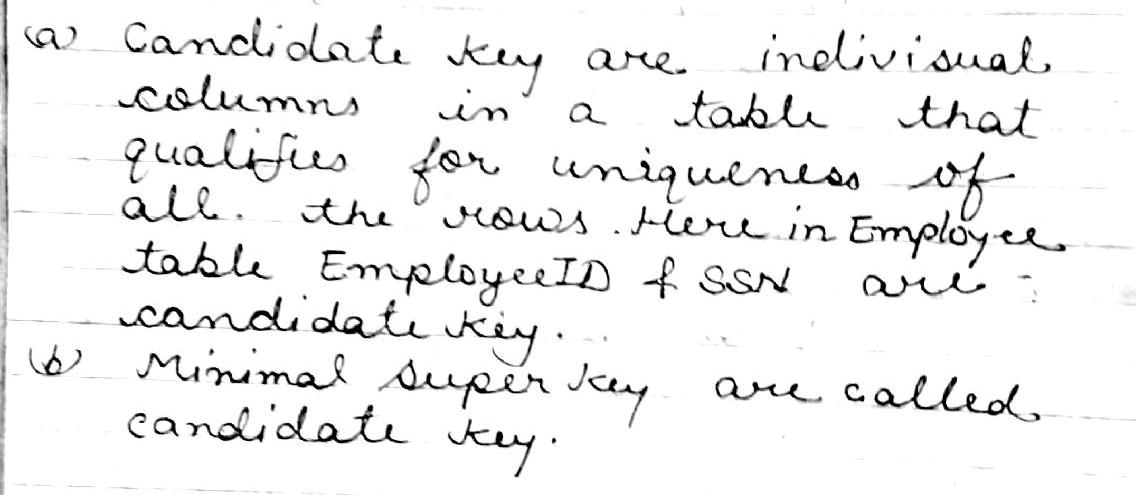 (a) Candidate key are indivisual
columns in a table that
qualifies for uniqueness of
all. the rows. Here in Employee
table EmployeeID & SSN are
candidate key.
(b) Minimal super key are called
candidate key.